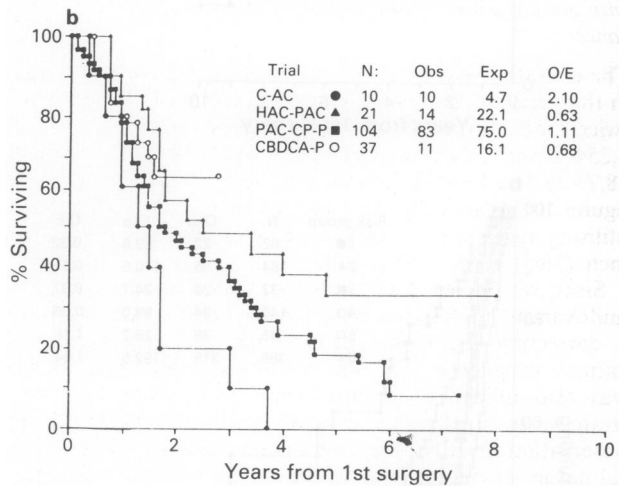 b
100
80
60
40
20
0
% Surviving
Trial N: Obs Exp O/E
C-AC ● 10 10 4.7 2.10
HAC-PAC ▲ 21 14 22.1 0.63
PAC-CP-P ■ 104 83 75.0 1.11
CBDCA-P ○ 37 11 16.1 0.68
0 2 4 6 8 10
Years from 1st surgery